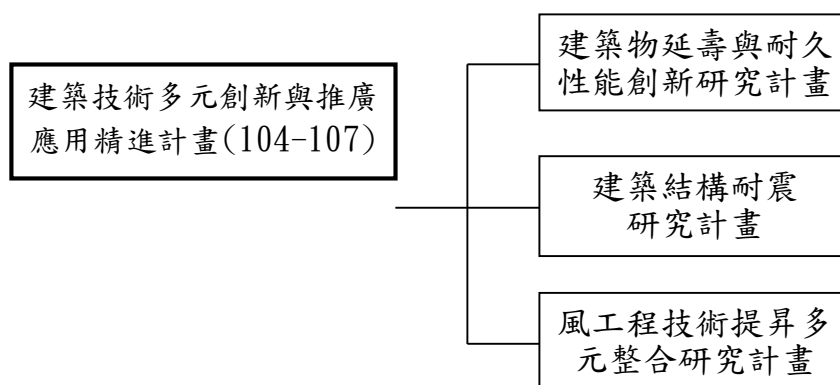 建築技術多元創新與推廣
應用精進計畫(104-107)
建築物延壽與耐久
性能創新研究計畫
建築結構耐震
研究計畫
風工程技術提昇多
元整合研究計畫